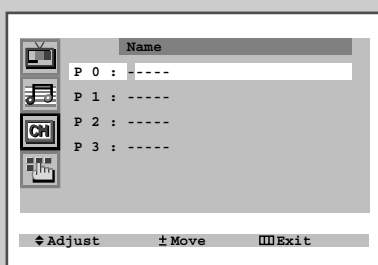 Name
P 0 : -----
P 1 : -----
P 2 : -----
CH
P 3 : -----
Adjust ± Move Exit